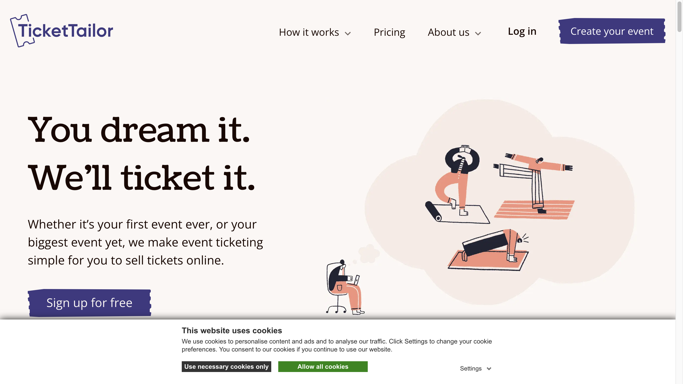 TicketTailor
How it works
Pricing
About us
Log in
Create your event
You dream it.
We'll ticket it.
Whether it's your first event ever, or your
biggest event yet, we make event ticketing
simple for you to sell tickets online.
Sign up for free
This website uses cookies
We use cookies to personalise content and ads and to analyse our traffic. Click Settings to change your cookie
preferences. You consent to our cookies if you continue to use our website.
Use necessary cookies only
Allow all cookies
Settings